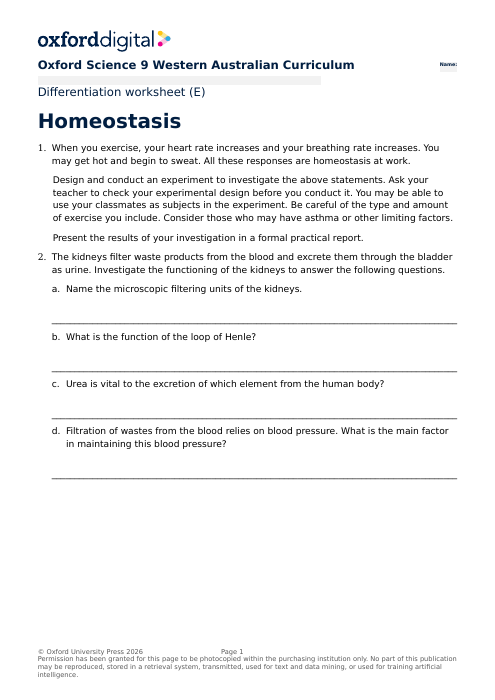 oxforddigital
Oxford Science 9 Western Australian Curriculum
Name:
Differentiation worksheet (E)
Homeostasis
1. When you exercise, your heart rate increases and your breathing rate increases. You
may get hot and begin to sweat. All these responses are homeostasis at work.
Design and conduct an experiment to investigate the above statements. Ask your
teacher to check your experimental design before you conduct it. You may be able to
use your classmates as subjects in the experiment. Be careful of the type and amount
of exercise you include. Consider those who may have asthma or other limiting factors.
Present the results of your investigation in a formal practical report.
2. The kidneys filter waste products from the blood and excrete them through the bladder
as urine. Investigate the functioning of the kidneys to answer the following questions.
a. Name the microscopic filtering units of the kidneys.
b. What is the function of the loop of Henle?
c. Urea is vital to the excretion of which element from the human body?
d. Filtration of wastes from the blood relies on blood pressure. What is the main factor
in maintaining this blood pressure?
© Oxford University Press 2026 Page 1
Permission has been granted for this page to be photocopied within the purchasing institution only. No part of this publication
may be reproduced, stored in a retrieval system, transmitted, used for text and data mining, or used for training artificial
intelligence.